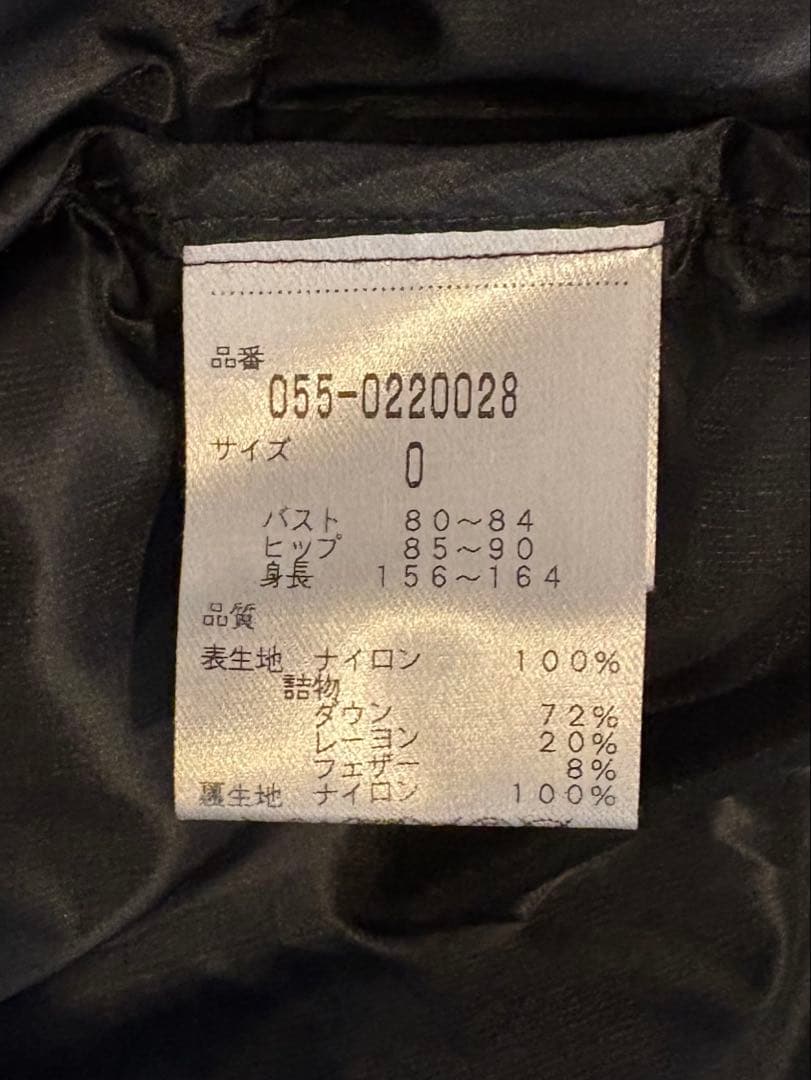 品番
055-0220028
サイズ 0
バスト 80～84
ヒップ 85～90
身長 156～164
品質
表生地 ナイロン 100%
詰物
ダウン 72%
レーヨン 20%
フェザー 8%
裏生地 ナイロン 100%